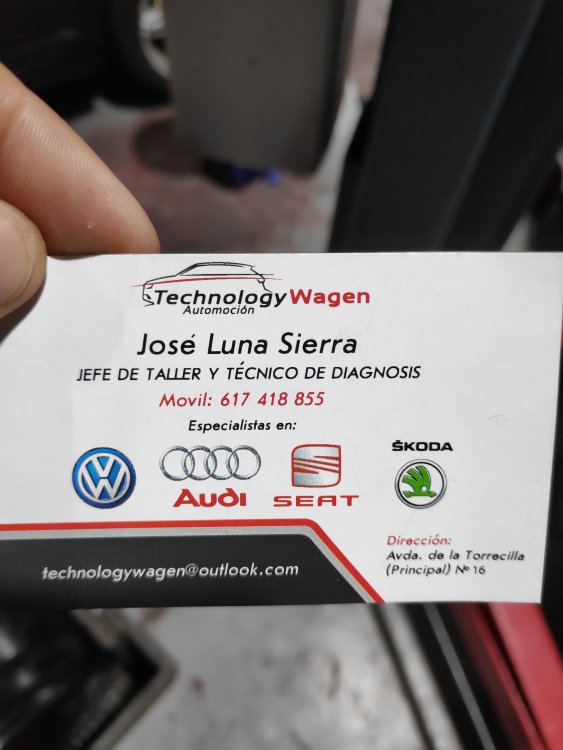 TechnologyWagen
Automoción
José Luna Sierra
JEFE DE TALLER Y TÉCNICO DE DIAGNOSIS
Movil: 617 418 855
Especialistas en:
VW
Audi
SEAT
ŠKODA
Dirección:
Avda. de la Torrecilla
(Principal) Nº 16
technologywagen@outlook.com